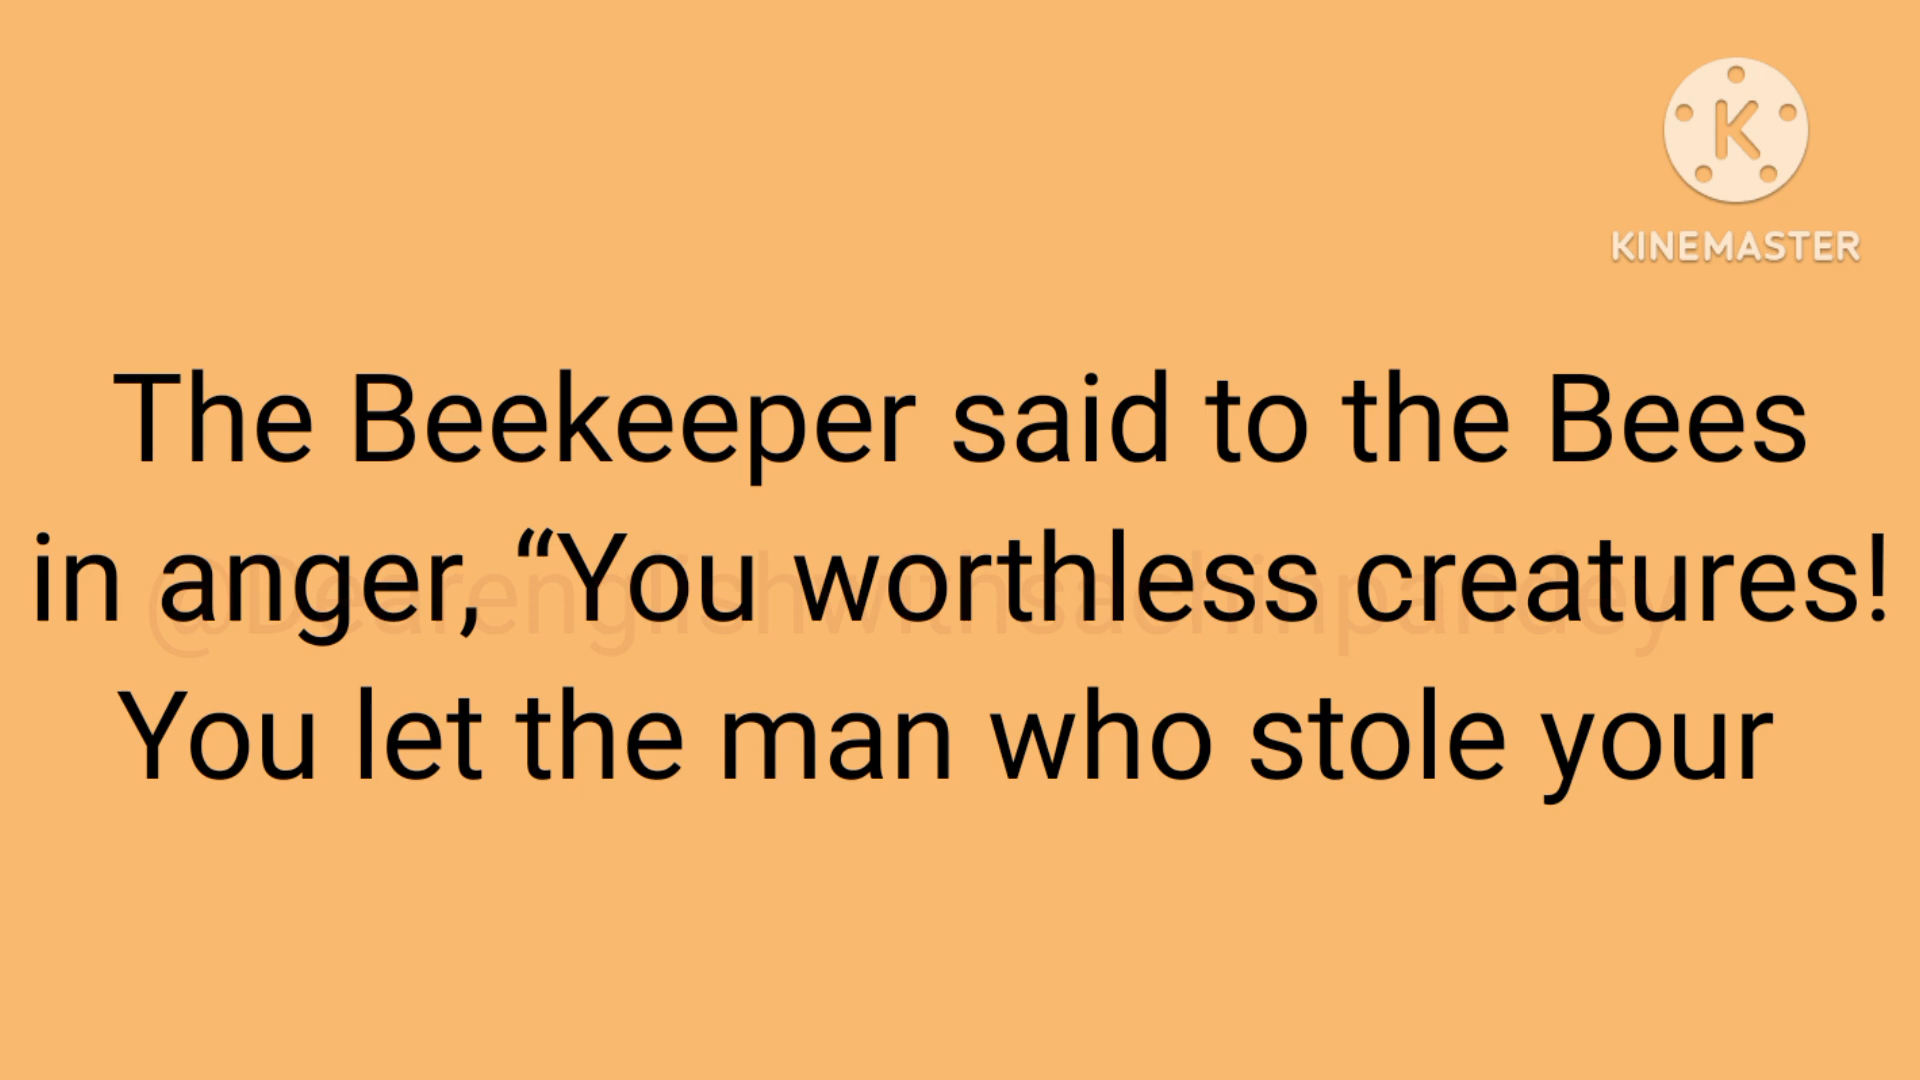 K
KINEMASTER
The Beekeeper said to the Bees
in anger, “You worthless creatures!
@Dearenglishwithsachinpandey
You let the man who stole your